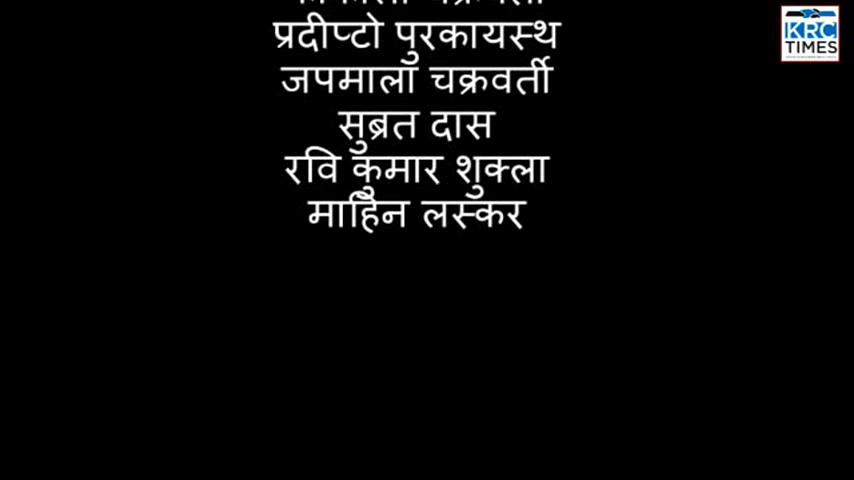 प्रदीप्टो पुरकायस्थ
जपमाला चक्रवर्ती
सुब्रत दास
रवि कुमार शुक्ला
माहिन लस्कर
KRC
TIMES